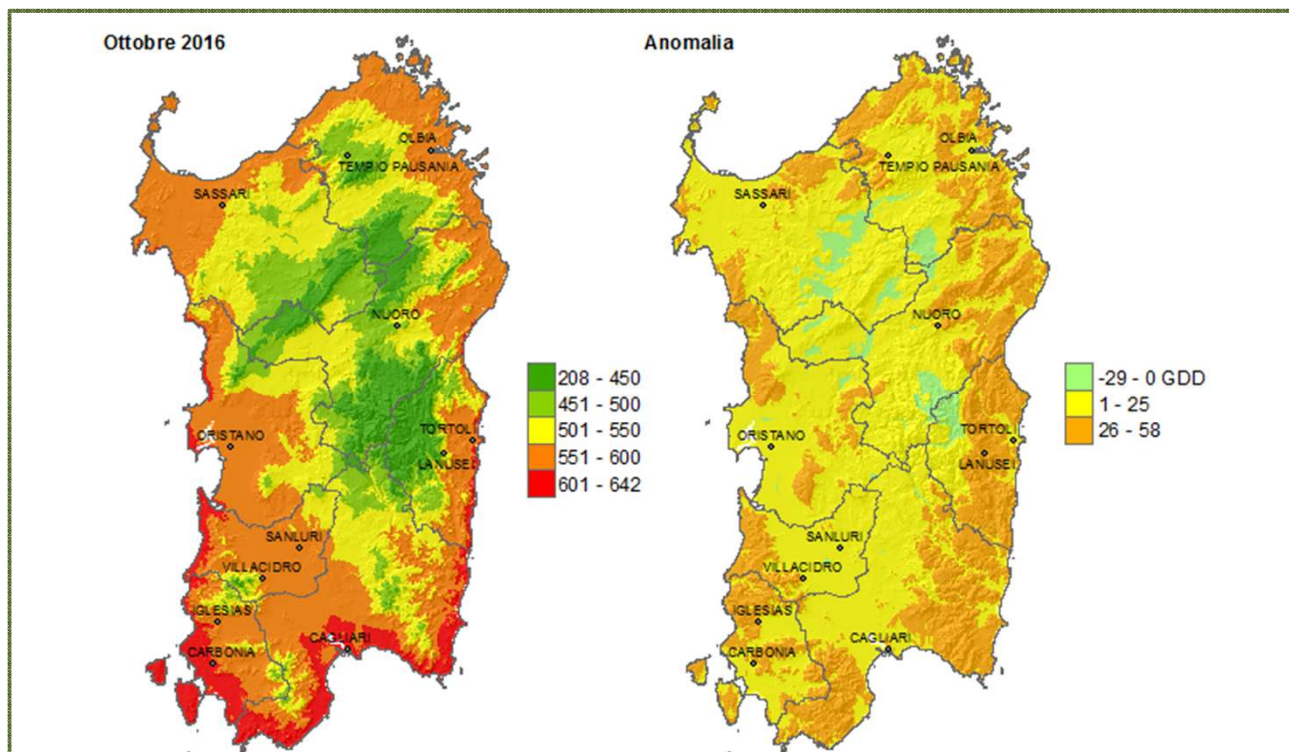 Ottobre 2016
OLBIA
TEMPIO PAUSANIA
SASSARI
NUORO
ORISTANO
TORTOLI
LANUSEI
SANLURI
VILLACIDRO
IGLESIAS
CAGLIARI
CARBONIA
208 - 450
451 - 500
501 - 550
551 - 600
601 - 642
Anomalia
OLBIA
TEMPIO PAUSANIA
SASSARI
NUORO
ORISTANO
TORTOLI
LANUSEI
SANLURI
VILLACIDRO
IGLESIAS
CAGLIARI
CARBONIA
-29 - 0 GDD
1 - 25
26 - 58